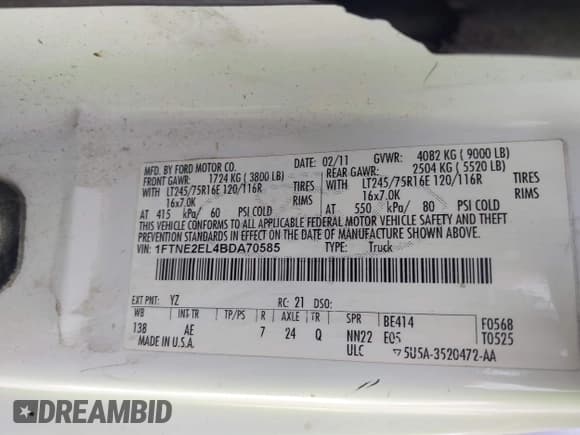 MFD. BY FORD MOTOR CO. 02/11 GVWR: 4082 KG ( 9000 LB)
FRONT GAWR: 1724 KG ( 3800 LB) REAR GAWR: 2504 KG ( 5520 LB)
WITH LT245/75R16E 120/116R TIRES WITH LT245/75R16E 120/116R TIRES
16x7.0K RIMS 16x7.0K RIMS
AT 415 kPa/ 60 PSI COLD AT 550 kPa/ 80 PSI COLD
THIS VEHICLE CONFORMS TO ALL APPLICABLE FEDERAL MOTOR VEHICLE SAFETY AND THEFT
PREVENTION STANDARDS IN EFFECT ON THE DATE OF MANUFACTURE SHOWN ABOVE.
VIN: 1FTNE2EL4BDA70585 TYPE: Truck
EXT PNT: YZ RC: 21 DSO:
WB INT TR TP/PS R AXLE TR SPR BE414 F0568
138 AE 7 24 Q NN22 T0525
MADE IN U.S.A. ULC 5U5A-3520472-AA
DREAMBID